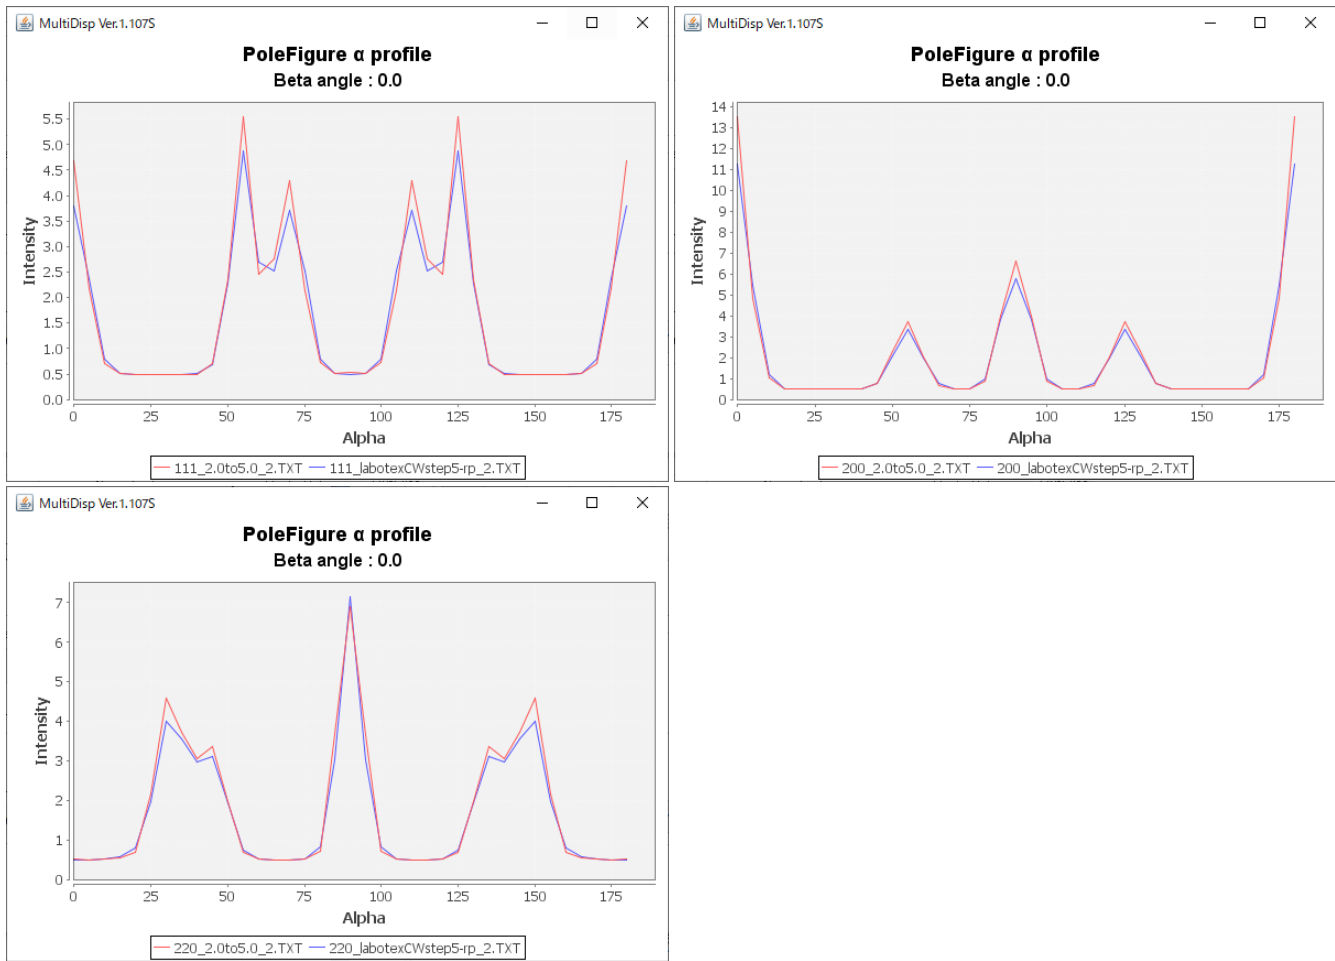 MultiDisp Ver.1.107S
PoleFigure α profile
Beta angle : 0.0
Intensity
5.5
5.0
4.5
4.0
3.5
3.0
2.5
2.0
1.5
1.0
0.5
0.0
0 25 50 75 100 125 150 175
Alpha
111_2.0to5.0_2.TXT 111_labotexCWstep5-rp_2.TXT
MultiDisp Ver.1.107S
PoleFigure α profile
Beta angle : 0.0
Intensity
14
13
12
11
10
9
8
7
6
5
4
3
2
1
0
0 25 50 75 100 125 150 175
Alpha
200_2.0to5.0_2.TXT 200_labotexCWstep5-rp_2.TXT
MultiDisp Ver.1.107S
PoleFigure α profile
Beta angle : 0.0
Intensity
7
6
5
4
3
2
1
0
0 25 50 75 100 125 150 175
Alpha
220_2.0to5.0_2.TXT 220_labotexCWstep5-rp_2.TXT